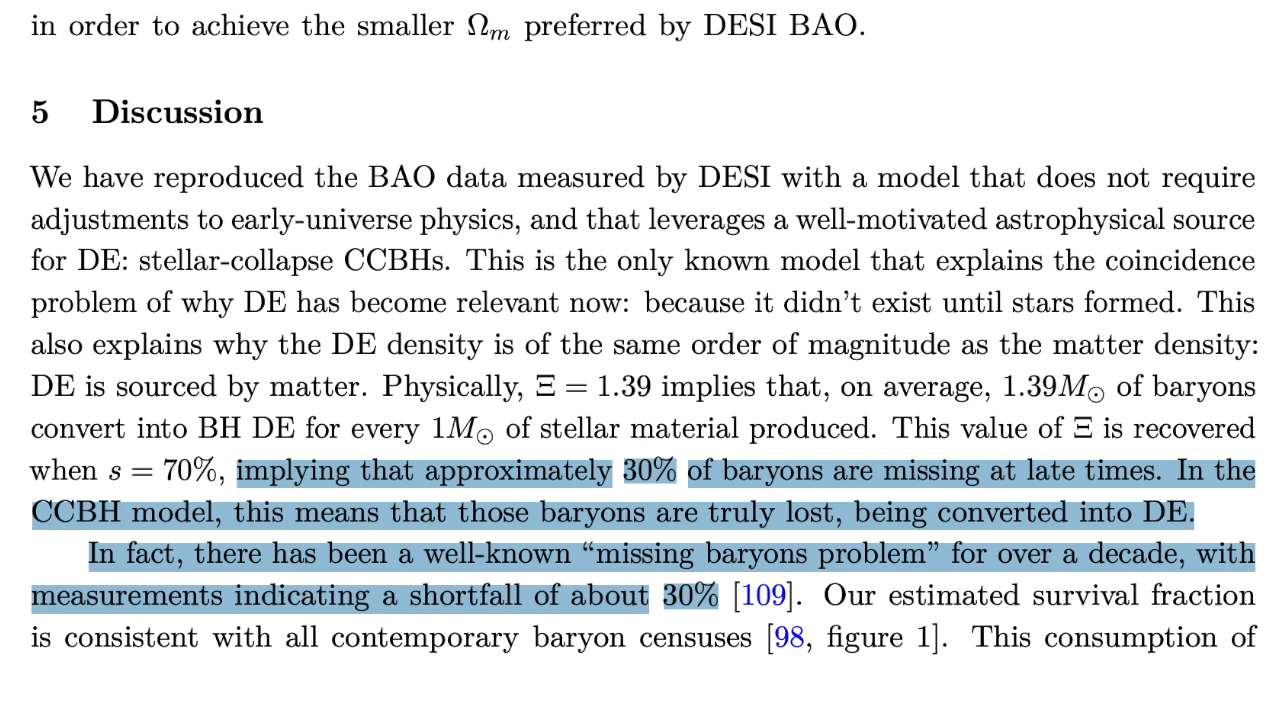 in order to achieve the smaller Ωₘ preferred by DESI BAO.
5 Discussion
We have reproduced the BAO data measured by DESI with a model that does not require
adjustments to early-universe physics, and that leverages a well-motivated astrophysical source
for DE: stellar-collapse CCBHs. This is the only known model that explains the coincidence
problem of why DE has become relevant now: because it didn’t exist until stars formed. This
also explains why the DE density is of the same order of magnitude as the matter density:
DE is sourced by matter. Physically, Ξ = 1.39 implies that, on average, 1.39M⊙ of baryons
convert into BH DE for every 1M⊙ of stellar material produced. This value of Ξ is recovered
when s = 70%, implying that approximately 30% of baryons are missing at late times. In the
CCBH model, this means that those baryons are truly lost, being converted into DE.
In fact, there has been a well-known “missing baryons problem” for over a decade, with
measurements indicating a shortfall of about 30% [109]. Our estimated survival fraction
is consistent with all contemporary baryon censuses [98, figure 1]. This consumption of